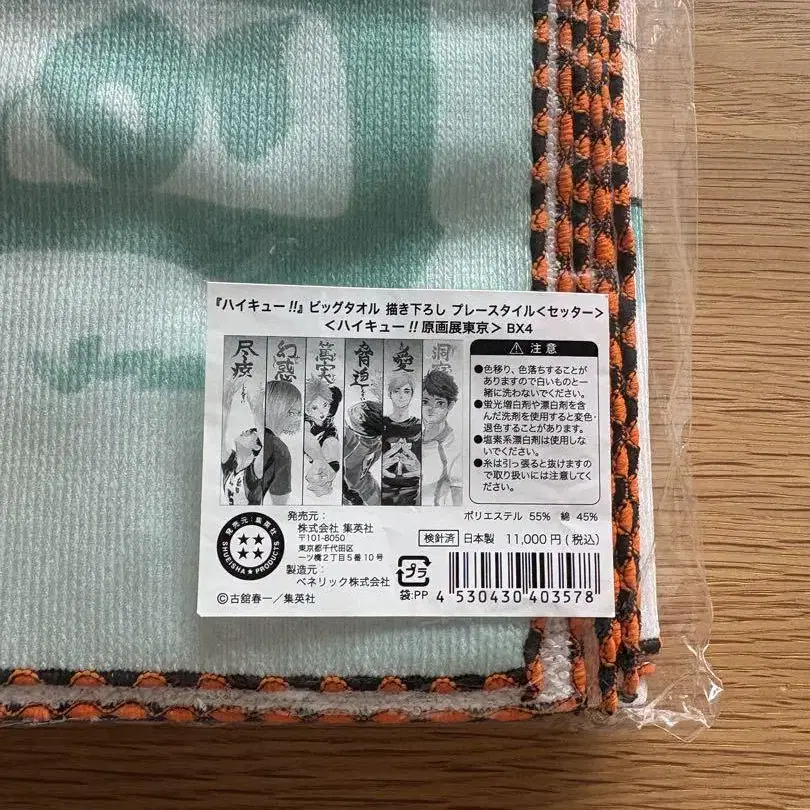 『ハイキュー!!』ビッグタオル 描き下ろし プレースタイル<セッター>
<ハイキュー!!原画展東京> BX4
尽疾
幻惑
篤実
脅迫
愛
注意
●色移り、色落ちすることが
ありますので白いものと一
緒に洗わないでください。
●蛍光増白剤や漂白剤を含
んだ洗剤を使用すると変色・
退色することがあります。
●塩素系漂白剤は使用しな
いでください。
●糸は引っ張ると抜けますの
で取り扱いには注意してく
ださい。
発売元:集英社
SHUEISHA★PRODUCTS
発売元:
株式会社 集英社
〒101-8050
東京都千代田区
一ツ橋2丁目5番10号
製造元:
ベネリック株式会社
©古舘春一/集英社
ポリエステル 55% 綿 45%
検針済 日本製 11,000円(税込)
プラ
袋:PP
4 530430 403578